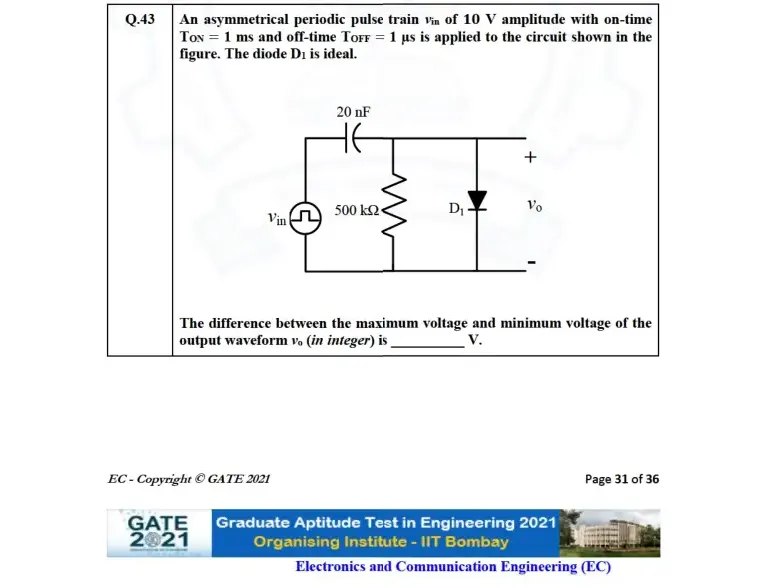 Q.43
An asymmetrical periodic pulse train vin of 10 V amplitude with on-time
TON = 1 ms and off-time TOFF = 1 μs is applied to the circuit shown in the
figure. The diode D1 is ideal.
20 nF
+
vin
500 kΩ
D1
vo
-
The difference between the maximum voltage and minimum voltage of the
output waveform vo (in integer) is __________ V.
EC - Copyright © GATE 2021
Page 31 of 36
GATE
2021
Graduate Aptitude Test in Engineering 2021
Organising Institute - IIT Bombay
Electronics and Communication Engineering (EC)